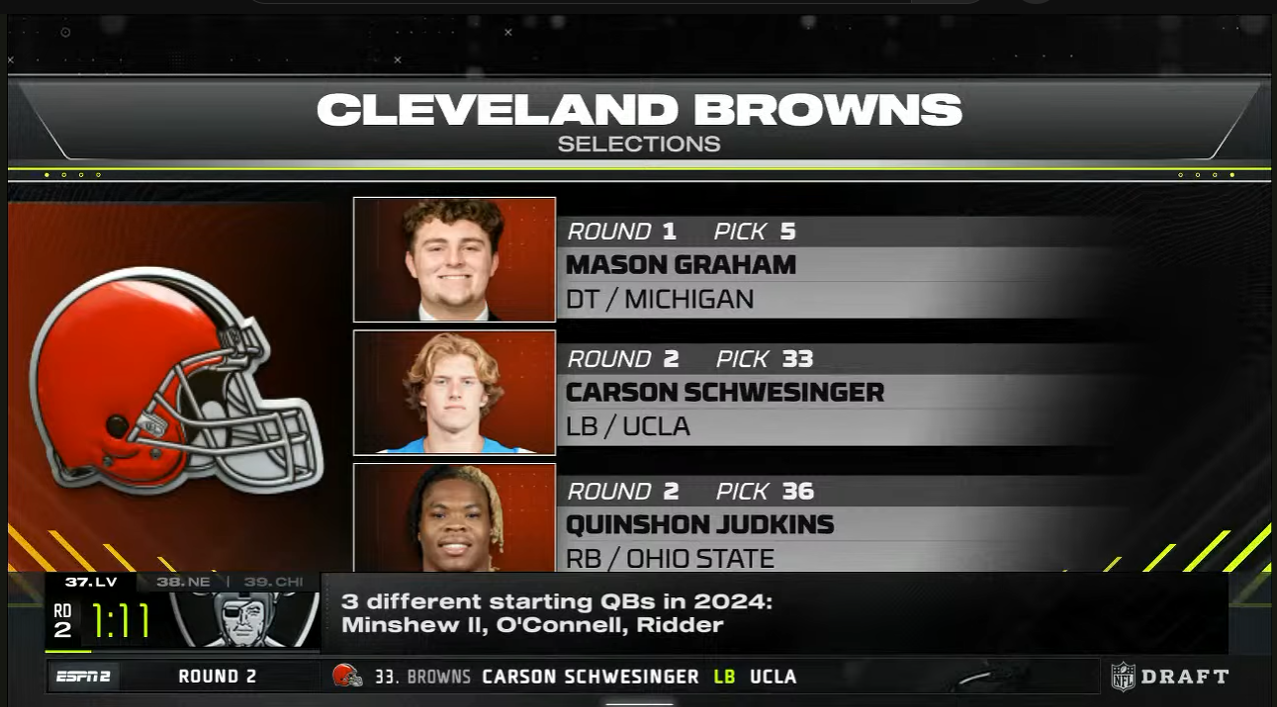 CLEVELAND BROWNS
SELECTIONS
ROUND 1 PICK 5
MASON GRAHAM
DT / MICHIGAN
ROUND 2 PICK 33
CARSON SCHWESINGER
LB / UCLA
ROUND 2 PICK 36
QUINSHON JUDKINS
RB / OHIO STATE
37.LV 38.NE | 39.CHI
RD 2 1:11
3 different starting QBs in 2024:
Minshew II, O'Connell, Ridder
ESPN2 ROUND 2 33. BROWNS CARSON SCHWESINGER LB UCLA NFL DRAFT